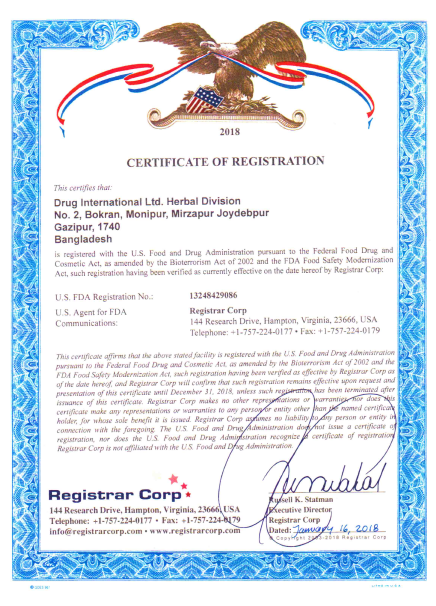 2018
CERTIFICATE OF REGISTRATION
This certifies that:
Drug International Ltd. Herbal Division
No. 2, Bokran, Monipur, Mirzapur Joydebpur
Gazipur, 1740
Bangladesh
is registered with the U.S. Food and Drug Administration pursuant to the Federal Food Drug and
Cosmetic Act, as amended by the Bioterrorism Act of 2002 and the FDA Food Safety Modernization
Act, such registration having been verified as currently effective on the date hereof by Registrar Corp:
U.S. FDA Registration No.: 13248429086
U.S. Agent for FDA Registrar Corp
Communications: 144 Research Drive, Hampton, Virginia, 23666, USA
Telephone: +1-757-224-0177 • Fax: +1-757-224-0179
This certificate affirms that the above stated facility is registered with the U.S. Food and Drug Administration
pursuant to the Federal Food Drug and Cosmetic Act, as amended by the Bioterrorism Act of 2002 and the
FDA Food Safety Modernization Act, such registration having been verified as effective by Registrar Corp as
of the date hereof, and Registrar Corp will confirm that such registration remains effective upon request and
presentation of this certificate until December 31, 2018, unless such registration has been terminated after
issuance of this certificate. Registrar Corp makes no other representations or warranties, nor does this
certificate make any representations or warranties to any person or entity other than the named certificate
holder, for whose sole benefit it is issued. Registrar Corp assumes no liability to any person or entity in
connection with the foregoing. The U.S. Food and Drug Administration does not issue a certificate of
registration, nor does the U.S. Food and Drug Administration recognize a certificate of registration.
Registrar Corp is not affiliated with the U.S. Food and Drug Administration.
Registrar Corp
144 Research Drive, Hampton, Virginia, 23666, USA
Telephone: +1-757-224-0177 • Fax: +1-757-224-0179
info@registrarcorp.com • www.registrarcorp.com
Russell K. Statman
Executive Director
Registrar Corp
Dated: January 16, 2018
Copyright 2003-2018 Registrar Corp